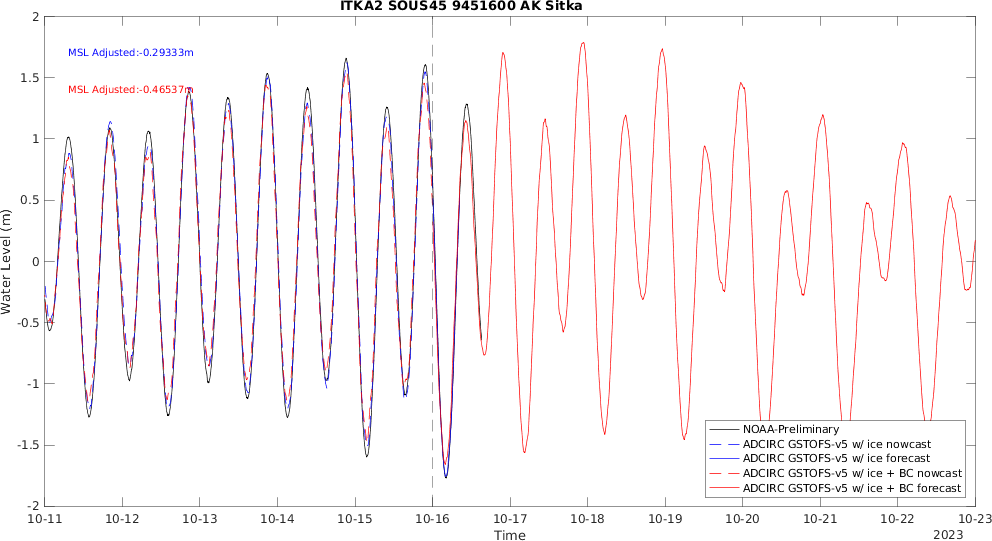 ITKA2 SOUS45 9451600 AK Sitka
MSL Adjusted:-0.29333m
MSL Adjusted:-0.46537m
Water Level (m)
2
1.5
1
0.5
0
-0.5
-1
-1.5
-2
NOAA-Preliminary
ADCIRC GSTOFS-v5 w/ ice nowcast
ADCIRC GSTOFS-v5 w/ ice forecast
ADCIRC GSTOFS-v5 w/ ice + BC nowcast
ADCIRC GSTOFS-v5 w/ ice + BC forecast
10-11 10-12 10-13 10-14 10-15 10-16 10-17 10-18 10-19 10-20 10-21 10-22 10-23
Time
2023